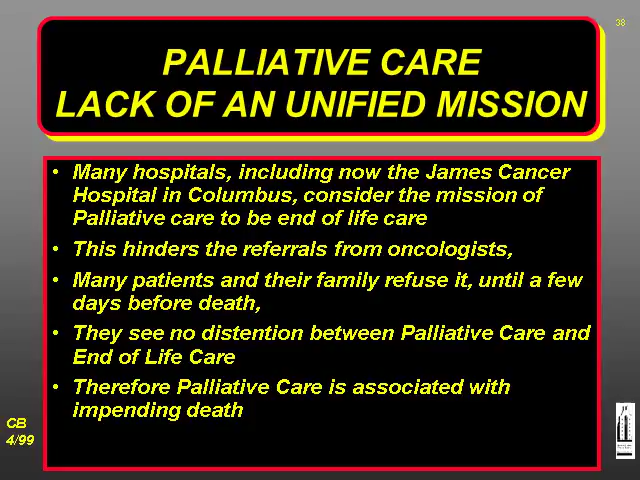 38
PALLIATIVE CARE
LACK OF AN UNIFIED MISSION
• Many hospitals, including now the James Cancer
Hospital in Columbus, consider the mission of
Palliative care to be end of life care
• This hinders the referrals from oncologists,
• Many patients and their family refuse it, until a few
days before death,
• They see no distention between Palliative Care and
End of Life Care
• Therefore Palliative Care is associated with
impending death
CB
4/99